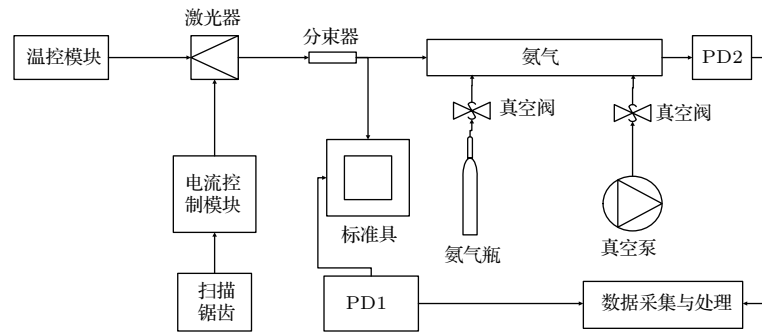 激光器
分束器
温控模块
氨气
PD2
真空阀
真空阀
电流控
制模块
标准具
氨气瓶
真空泵
扫描
锯齿
PD1
数据采集与处理